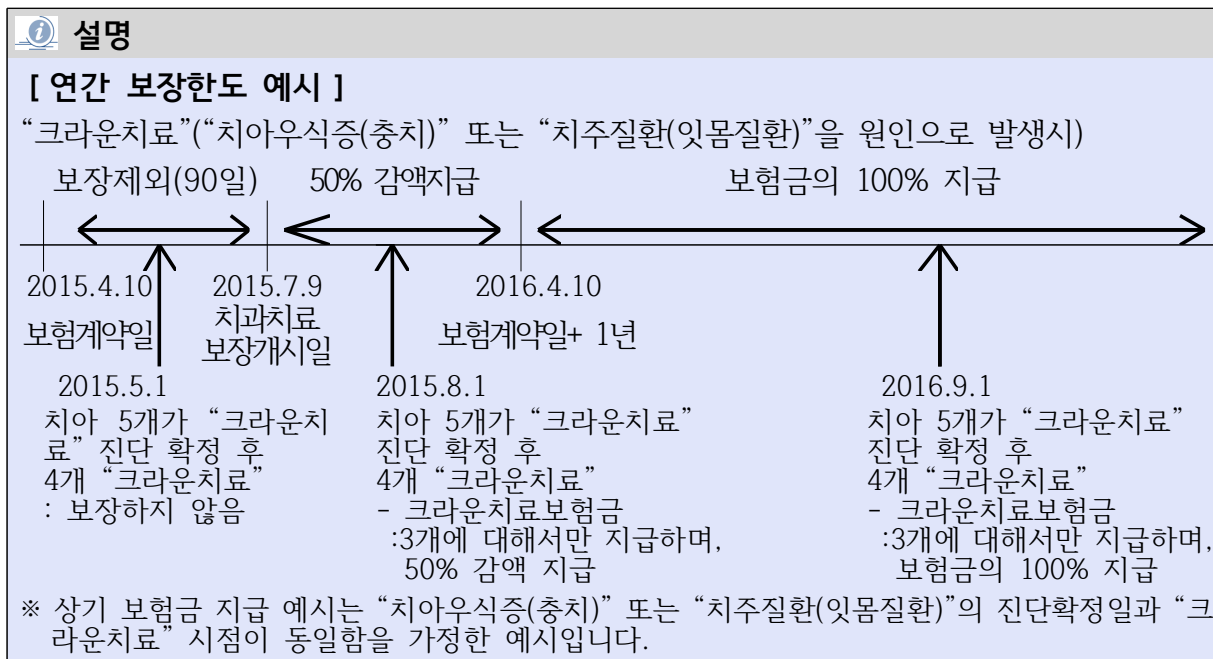 설명
[ 연간 보장한도 예시 ]
“크라운치료”(“치아우식증(충치)” 또는 “치주질환(잇몸질환)”을 원인으로 발생시)
보장제외(90일) 50% 감액지급 보험금의 100% 지급
2015.4.10 2015.7.9 2016.4.10
보험계약일 치과치료 보험계약일+ 1년
보장개시일
2015.5.1
치아 5개가 “크라운치
료” 진단 확정 후
4개 “크라운치료”
: 보장하지 않음
2015.8.1
치아 5개가 “크라운치료”
진단 확정 후
4개 “크라운치료”
- 크라운치료보험금
:3개에 대해서만 지급하며,
50% 감액 지급
2016.9.1
치아 5개가 “크라운치료”
진단 확정 후
4개 “크라운치료”
- 크라운치료보험금
:3개에 대해서만 지급하며,
보험금의 100% 지급
※ 상기 보험금 지급 예시는 “치아우식증(충치)” 또는 “치주질환(잇몸질환)”의 진단확정일과 “크
라운치료” 시점이 동일함을 가정한 예시입니다.